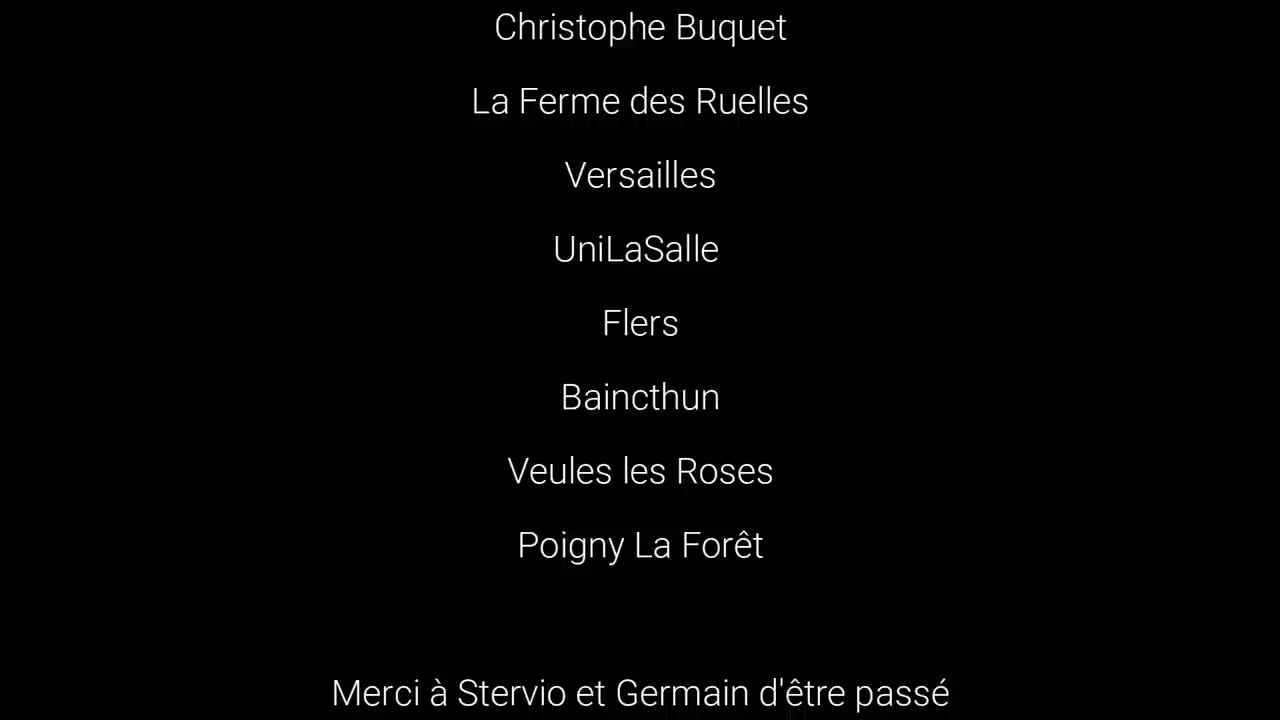 Christophe Buquet
La Ferme des Ruelles
Versailles
UniLaSalle
Flers
Baincthun
Veules les Roses
Poigny La Forêt
Merci à Stervio et Germain d'être passé